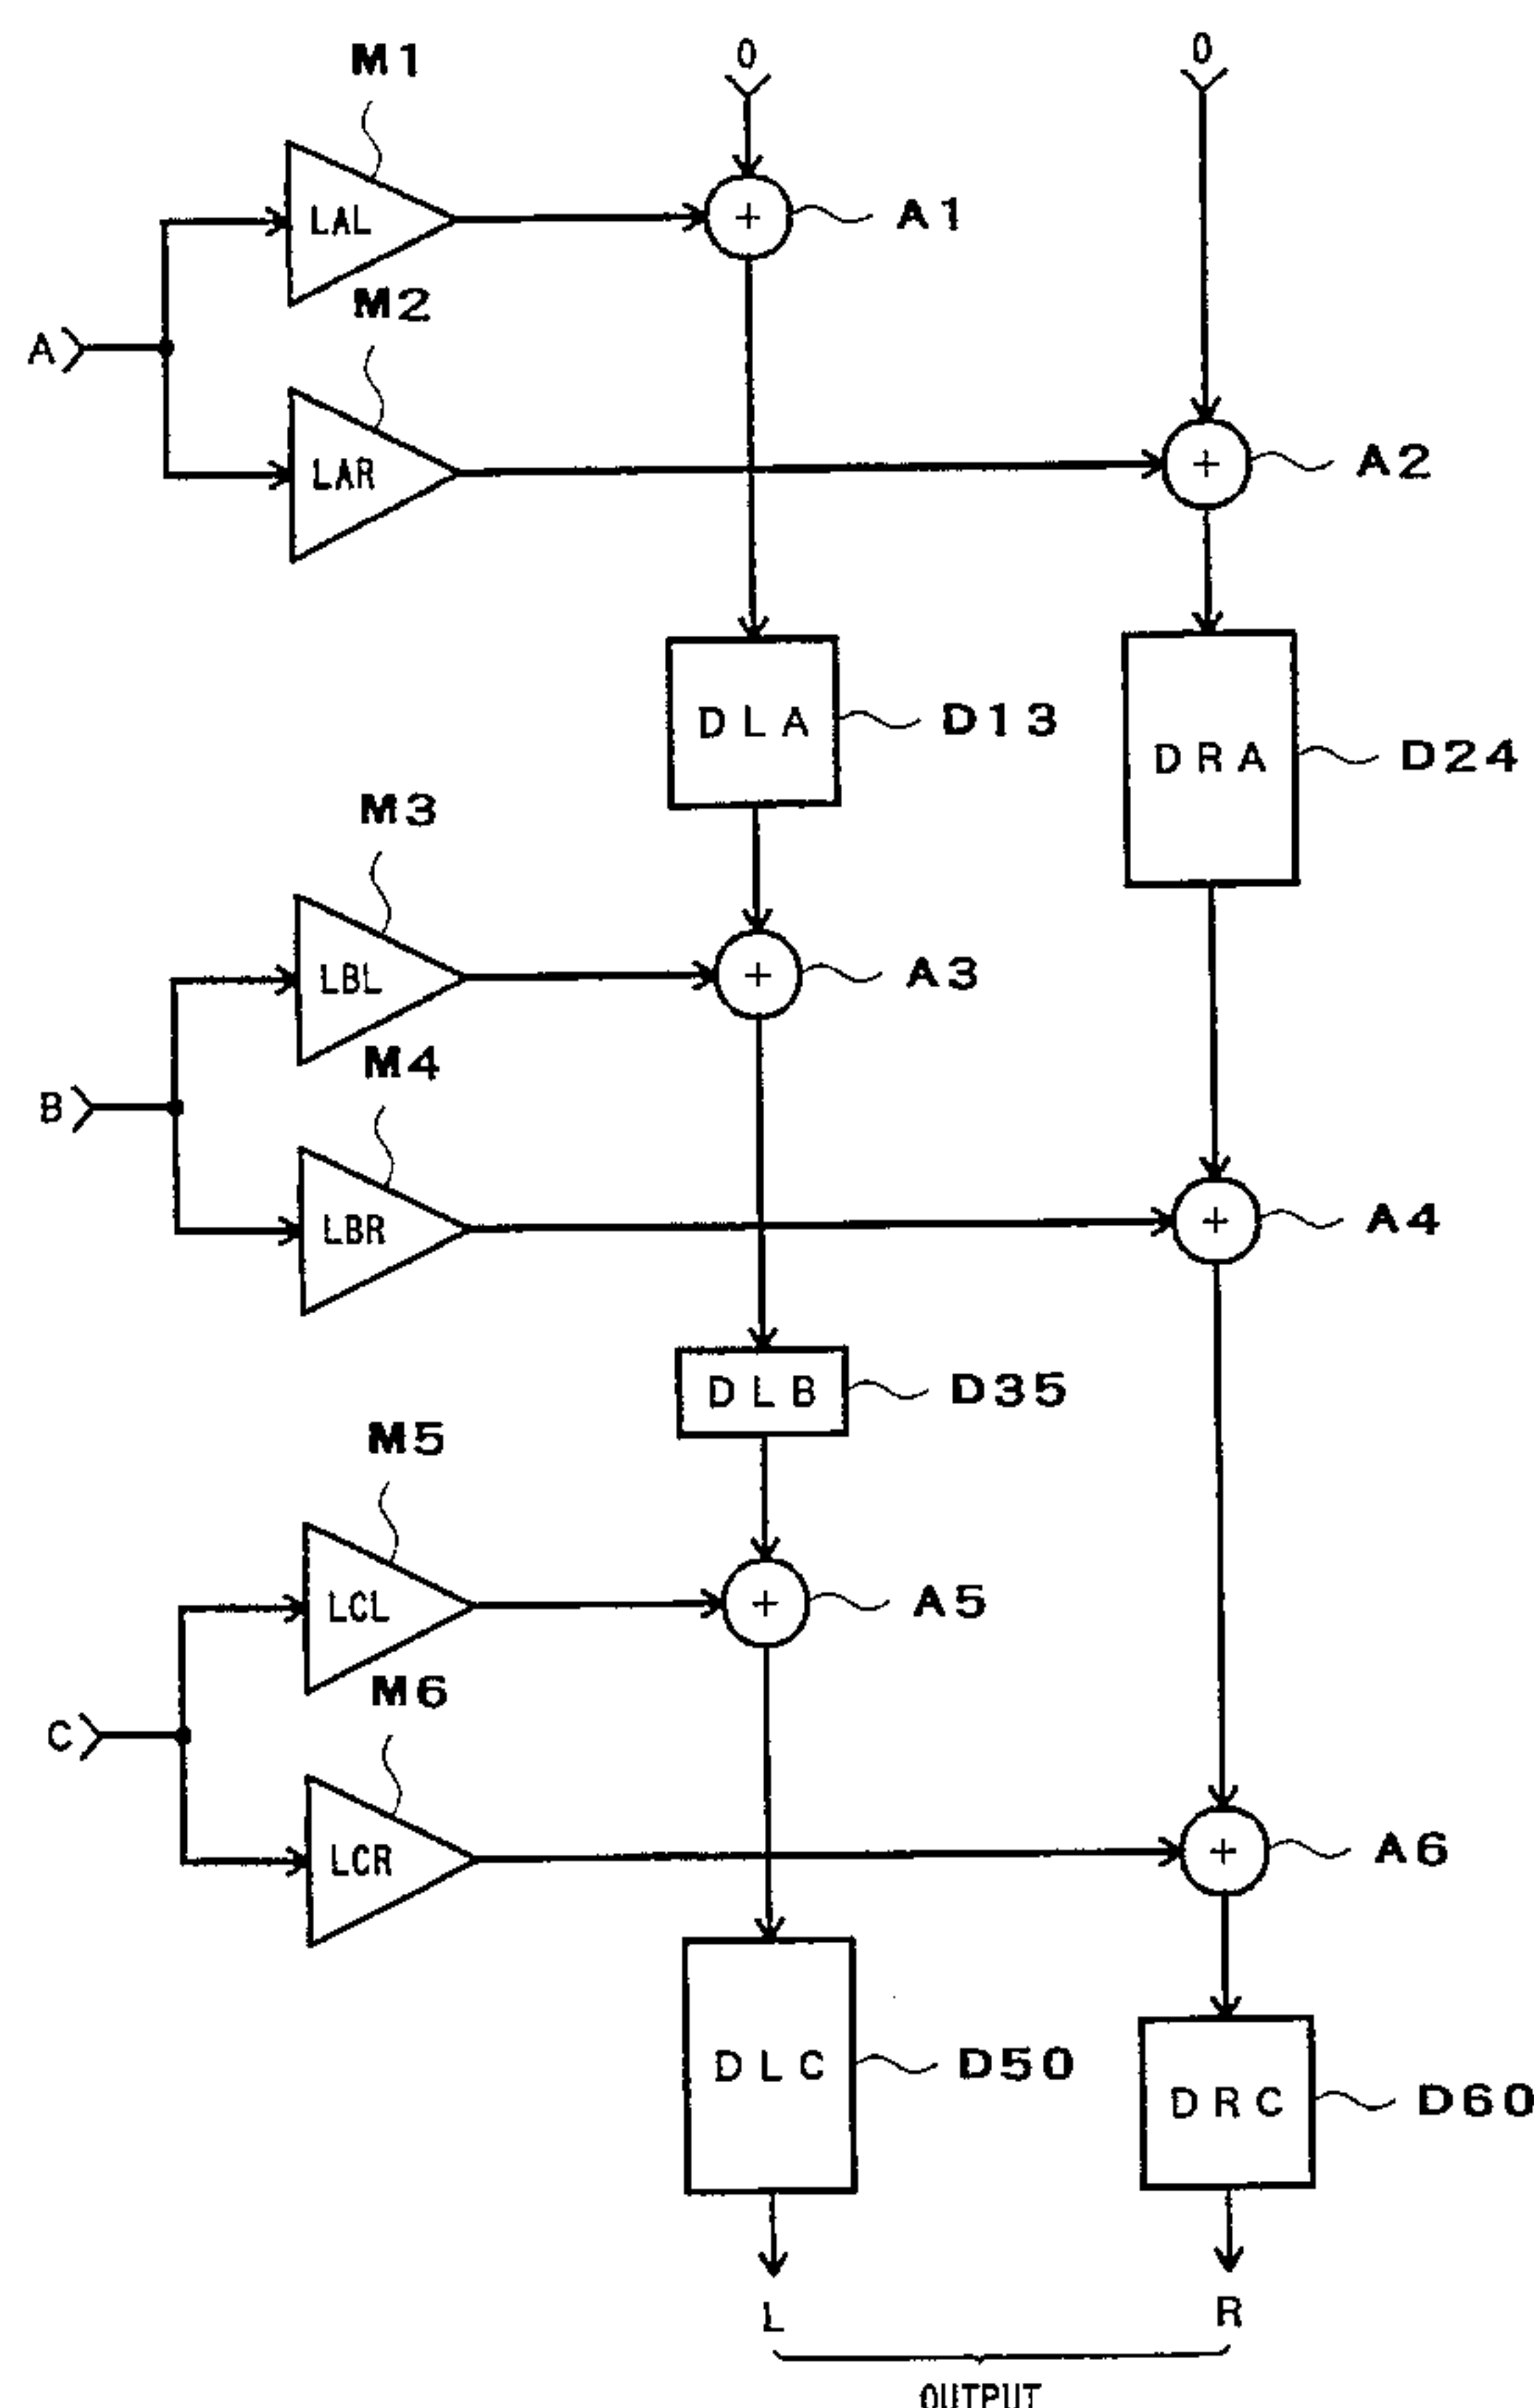 M1
0
0
LAL
A1
M2
A
LAR
A2
DLA
D13
DRA
D24
M3
LBL
A3
M4
B
LBR
A4
DLB
D35
M5
LCL
A5
M6
C
LCR
A6
DLC
D50
DRC
D60
L
R
OUTPUT